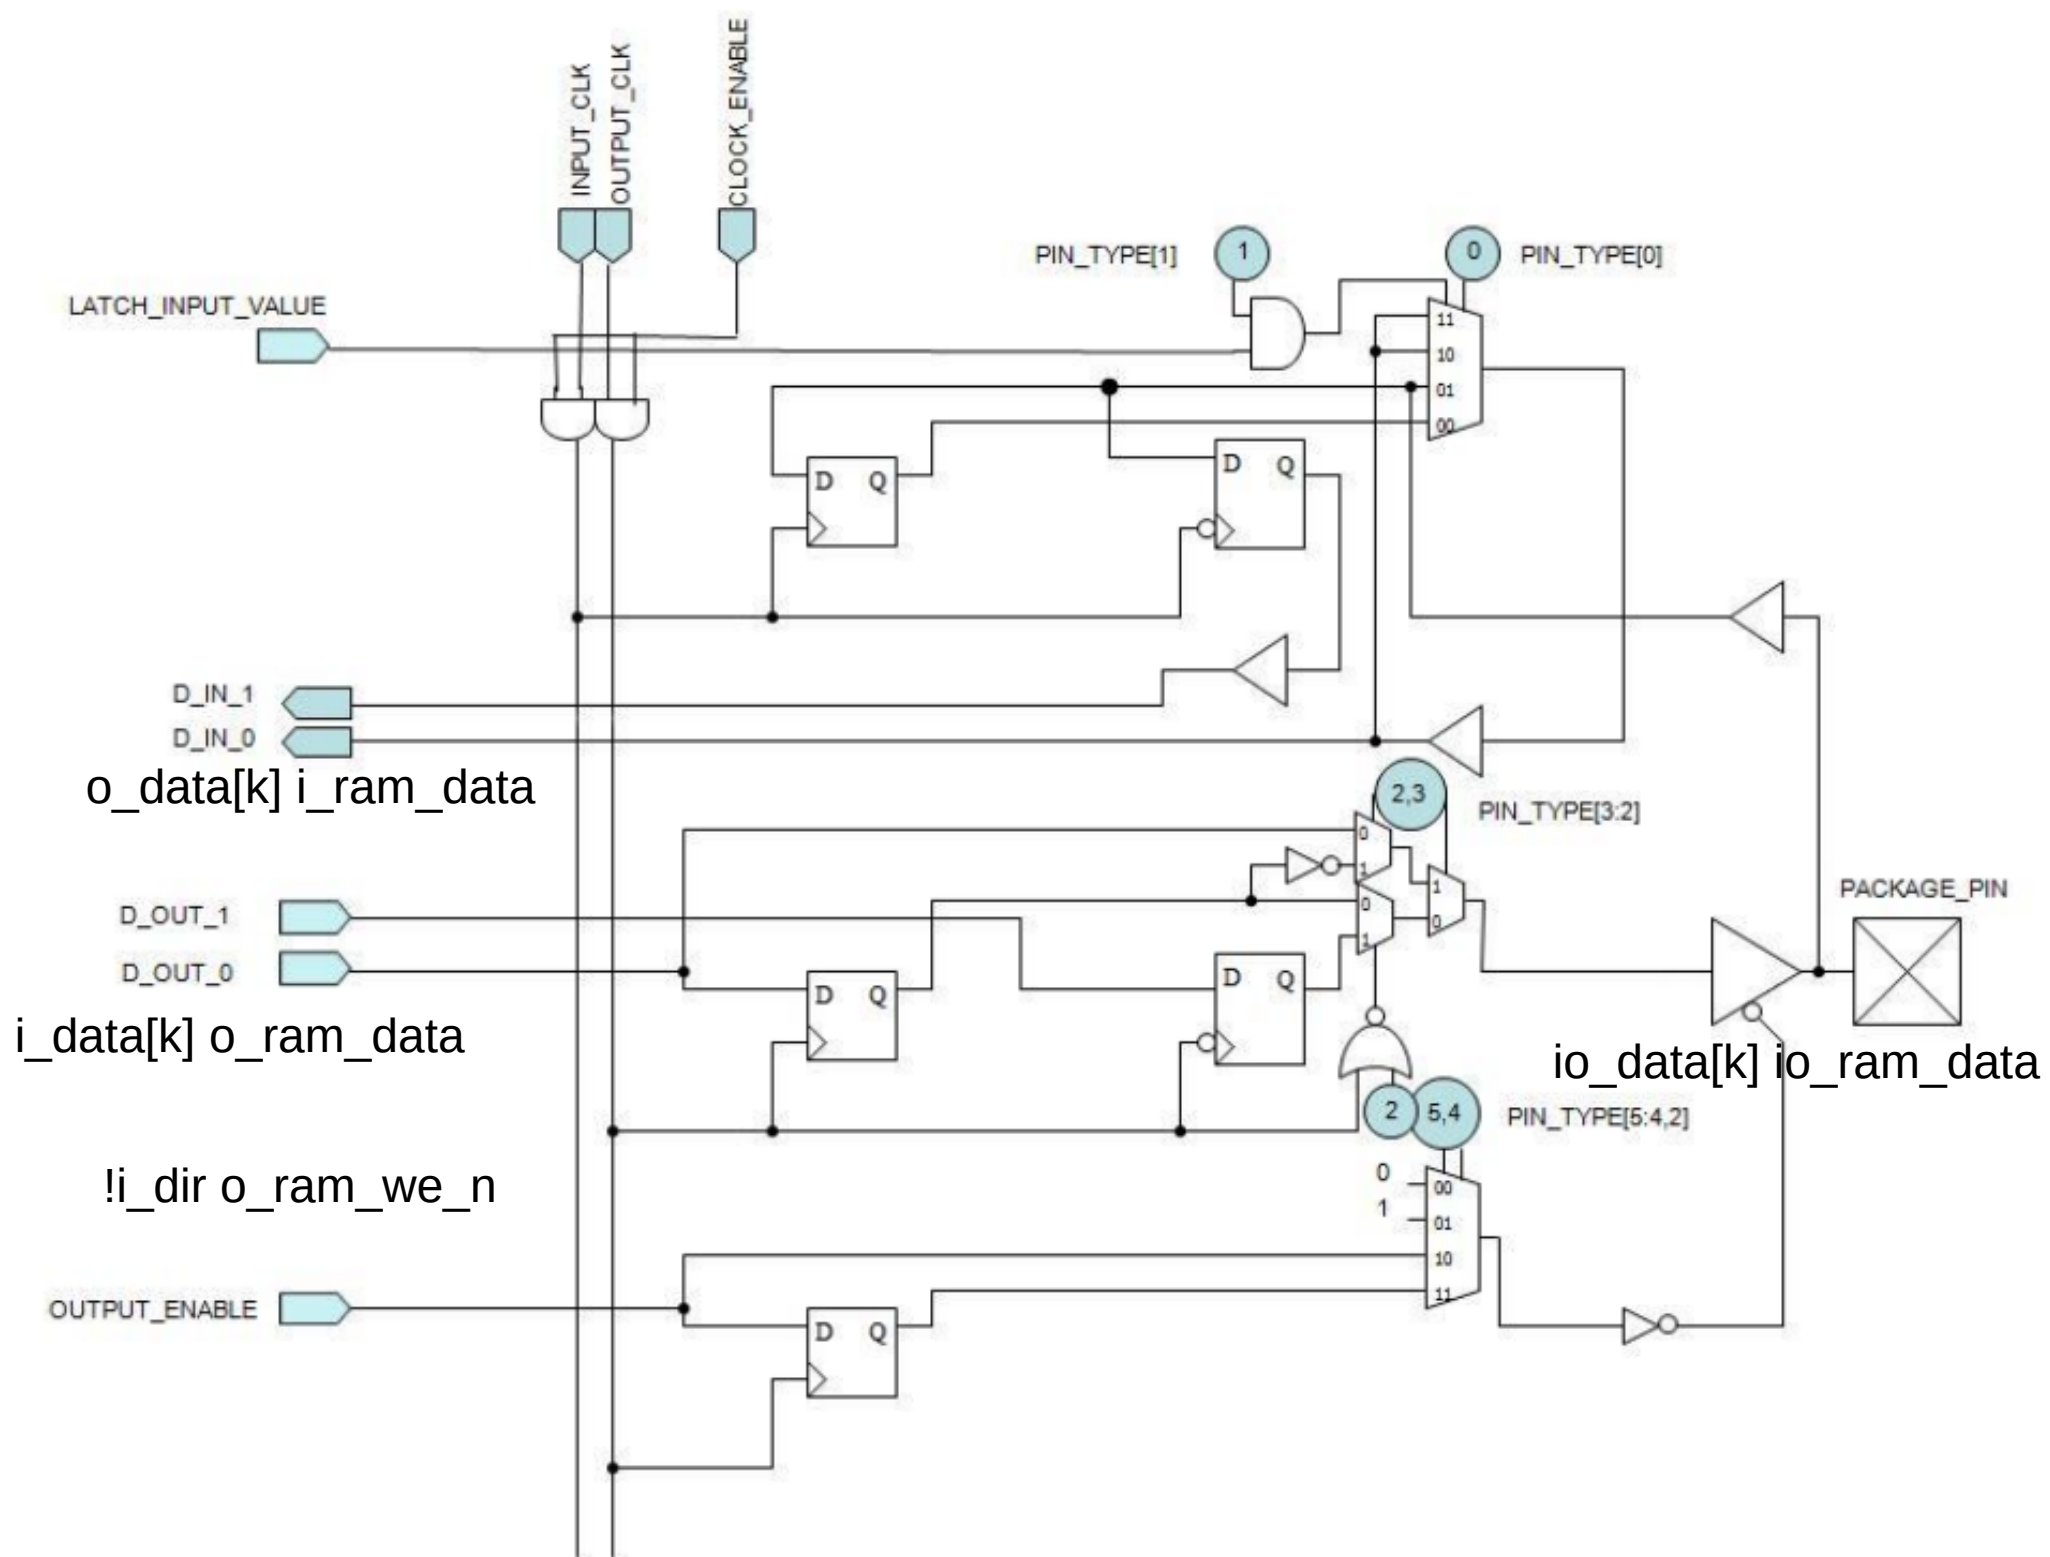 INPUT_CLK
OUTPUT_CLK
CLOCK_ENABLE
PIN_TYPE[1]
1
0
PIN_TYPE[0]
LATCH_INPUT_VALUE
11
10
01
00
D Q
D Q
D_IN_1
D_IN_0
o_data[k] i_ram_data
2,3
PIN_TYPE[3:2]
0
1
1
0
0
1
D_OUT_1
D_OUT_0
PACKAGE_PIN
D Q
D Q
i_data[k] o_ram_data
io_data[k] io_ram_data
2
5,4
PIN_TYPE[5:4,2]
!i_dir o_ram_we_n
0
1
00
01
10
11
OUTPUT_ENABLE
D Q